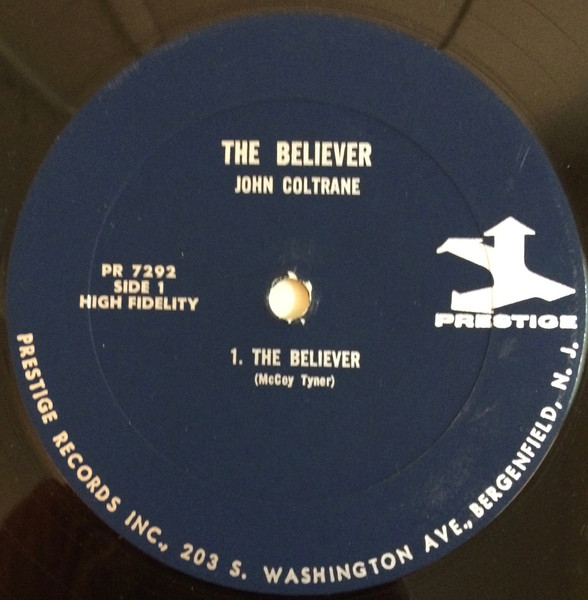 THE BELIEVER
JOHN COLTRANE
PR 7292
SIDE 1
HIGH FIDELITY
PRESTIGE
1. THE BELIEVER
(McCoy Tyner)
PRESTIGE RECORDS INC., 203 S. WASHINGTON AVE., BERGENFIELD, N. J.